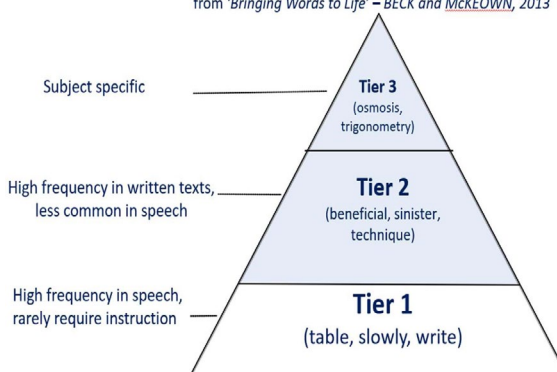 from 'Bringing Words to Life' – BECK and McKEOWN, 2013
Subject specific
Tier 3
(osmosis,
trigonometry)
High frequency in written texts,
less common in speech
Tier 2
(beneficial, sinister,
technique)
High frequency in speech,
rarely require instruction
Tier 1
(table, slowly, write)